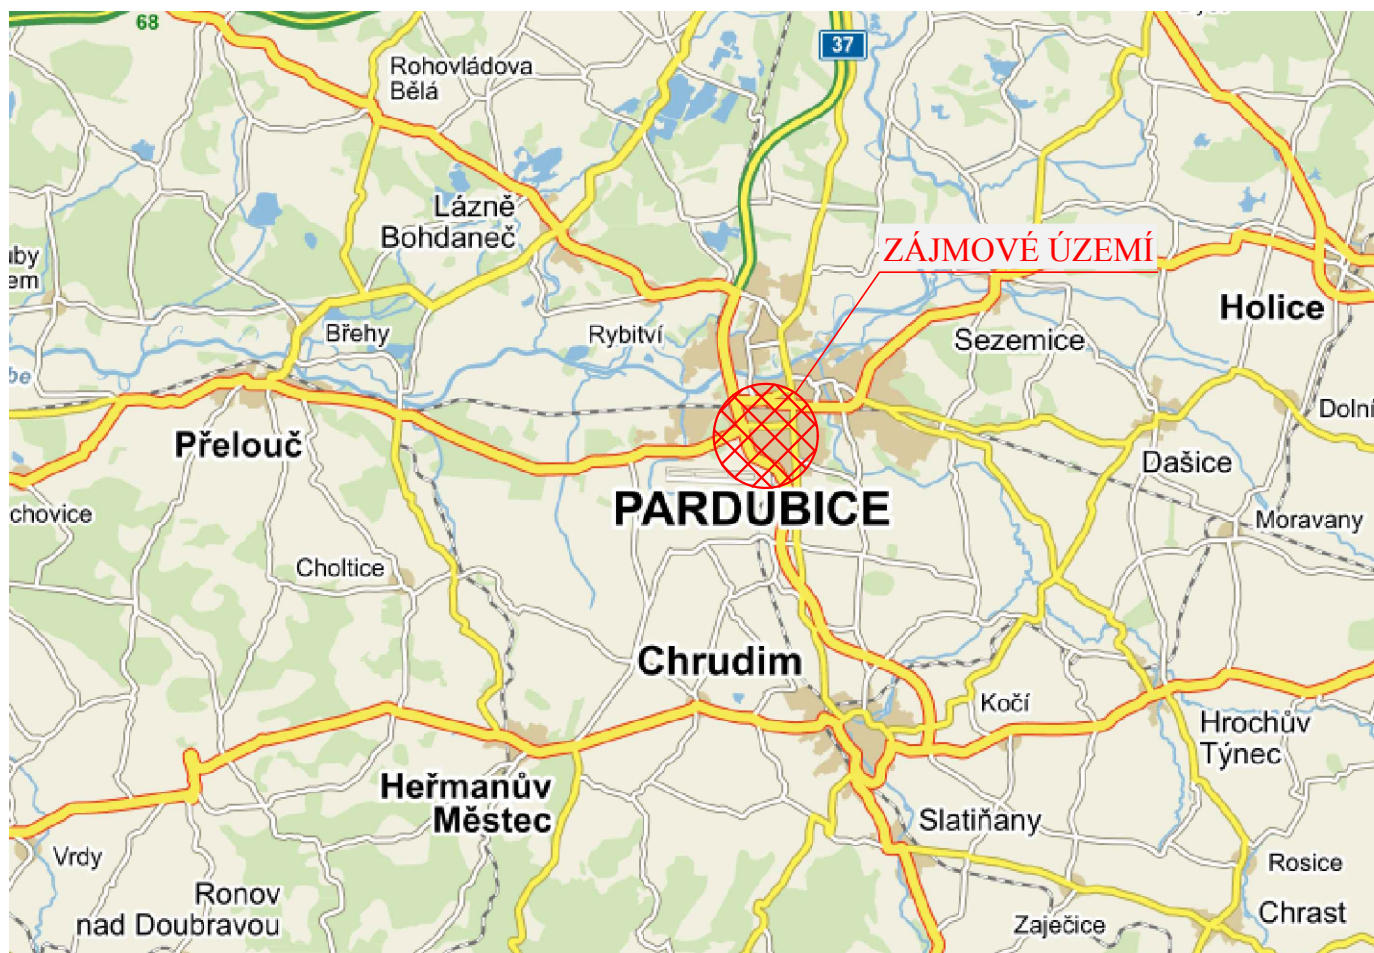 68
37
Rohovládova
Bělá
Lázně
Bohdaneč
ZÁJMOVÉ ÚZEMÍ
Holice
Břehy
Rybitví
Sezemice
Přelouč
Dolní
Dašice
PARDUBICE
chovice
Moravany
Choltice
Chrudim
Kočí
Hrochův
Týnec
Heřmanův
Městec
Slatiňany
Vrdy
Rosice
Ronov
nad Doubravou
Zaječice
Chrast